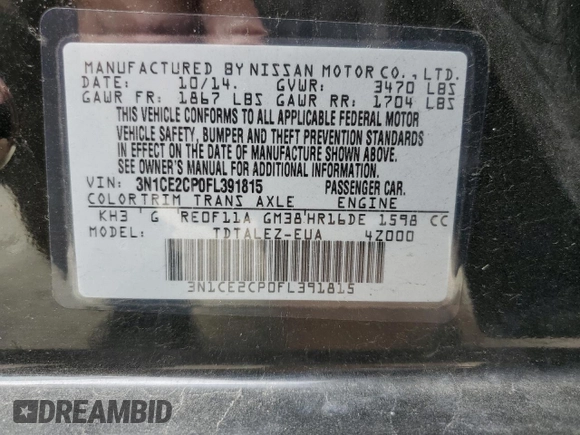 MANUFACTURED BY NISSAN MOTOR CO., LTD.
DATE: 10/14. GVWR: 3470 LBS
GAWR FR: 1867 LBS GAWR RR: 1704 LBS
THIS VEHICLE CONFORMS TO ALL APPLICABLE FEDERAL MOTOR
VEHICLE SAFETY, BUMPER AND THEFT PREVENTION STANDARDS
IN EFFECT ON THE DATE OF MANUFACTURE SHOWN ABOVE.
SEE OWNER'S MANUAL FOR ADDITIONAL INFORMATION.
VIN: 3N1CE2CP0FL391815 PASSENGER CAR.
COLOR TRIM TRANS AXLE ENGINE
KH3 G RE0F11A GM38 HR16DE 1598 CC
MODEL: TDTALEZ-EUA 4Z000
3N1CE2CP0FL391815
DREAMBID